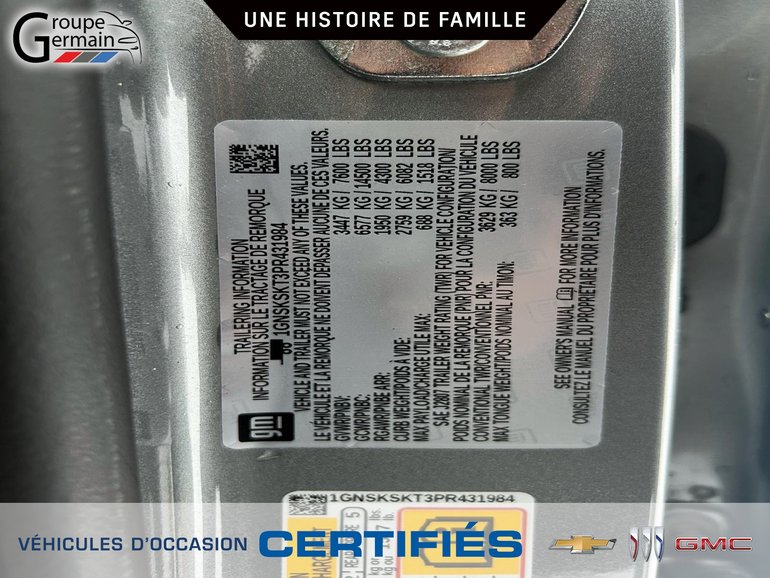 Groupe
Germain
UNE HISTOIRE DE FAMILLE
TRAILERING INFORMATION
INFORMATION SUR LE TRACTAGE DE REMORQUE
1GNSKSKT3PR431984
VEHICLE AND TRAILER MUST NOT EXCEED ANY OF THESE VALUES.
LE VÉHICULE ET LA REMORQUE NE DOIVENT DÉPASSER AUCUNE DE CES VALEURS.
GVWR/PNBV: 3447 KG / 7600 LBS
GCWR/PNBC: 6577 KG / 14500 LBS
RGAWR/PNBE ARR: 1950 KG / 4300 LBS
CURB WEIGHT/POIDS À VIDE: 2759 KG / 6082 LBS
MAX PAYLOAD/CHARGE UTILE MAX: 688 KG / 1518 LBS
SAE J2807 TRAILER WEIGHT RATING (TWR) FOR VEHICLE CONFIGURATION/
POIDS NOMINAL DE LA REMORQUE (PNR) POUR LA CONFIGURATION DU VÉHICULE
CONVENTIONAL TWR/CONVENTIONNEL PNR: 3629 KG / 8000 LBS
MAX TONGUE WEIGHT/POIDS NOMINAL AU TIMON: 363 KG / 800 LBS
SEE OWNER'S MANUAL FOR MORE INFORMATION
CONSULTEZ LE MANUEL DU PROPRIÉTAIRE POUR PLUS D'INFORMATIONS.
gm
1GNSKSKT3PR431984
VÉHICULES D'OCCASION CERTIFIÉS
GMC